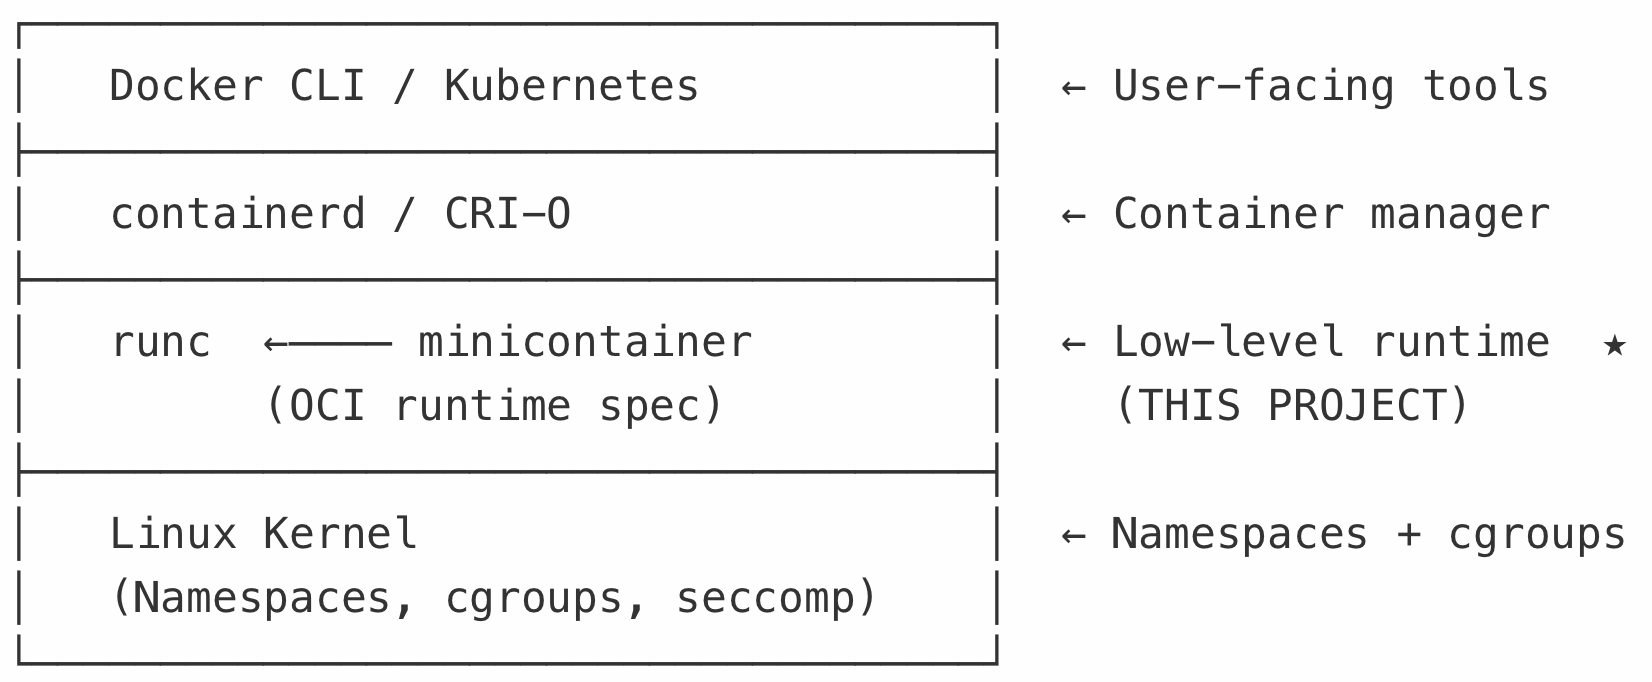 Docker CLI / Kubernetes ← User-facing tools
containerd / CRI-O ← Container manager
runc ←──── minicontainer ← Low-level runtime ★
(OCI runtime spec) (THIS PROJECT)
Linux Kernel ← Namespaces + cgroups
(Namespaces, cgroups, seccomp)